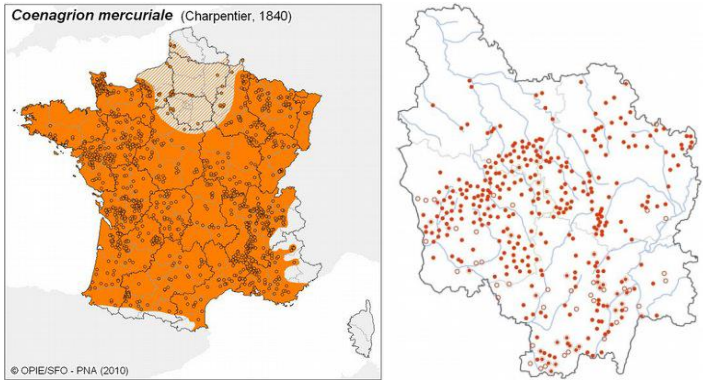 Coenagrion mercuriale (Charpentier, 1840)
© OPIE/SFO - PNA (2010)